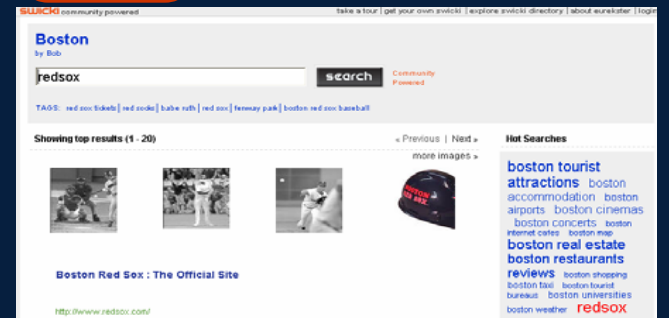 swicki community powered
take a tour | get your own swicki | explore swicki directory | about eurekster | login
Boston
by Bob
redsox
search
Community
Powered
TAGS: red sox tickets | red socks | babe ruth | red sox | fenway park | boston red sox baseball
Showing top results (1 - 20)
« Previous | Next »
more images »
BOSTON
RED SOX
Boston Red Sox : The Official Site
http://www.redsox.com/
Hot Searches
boston tourist
attractions boston
accommodation boston
airports boston cinemas
boston concerts boston
internet cafes boston map
boston real estate
boston restaurants
reviews boston shopping
boston taxi boston tourist
bureaus boston universities
boston weather redsox